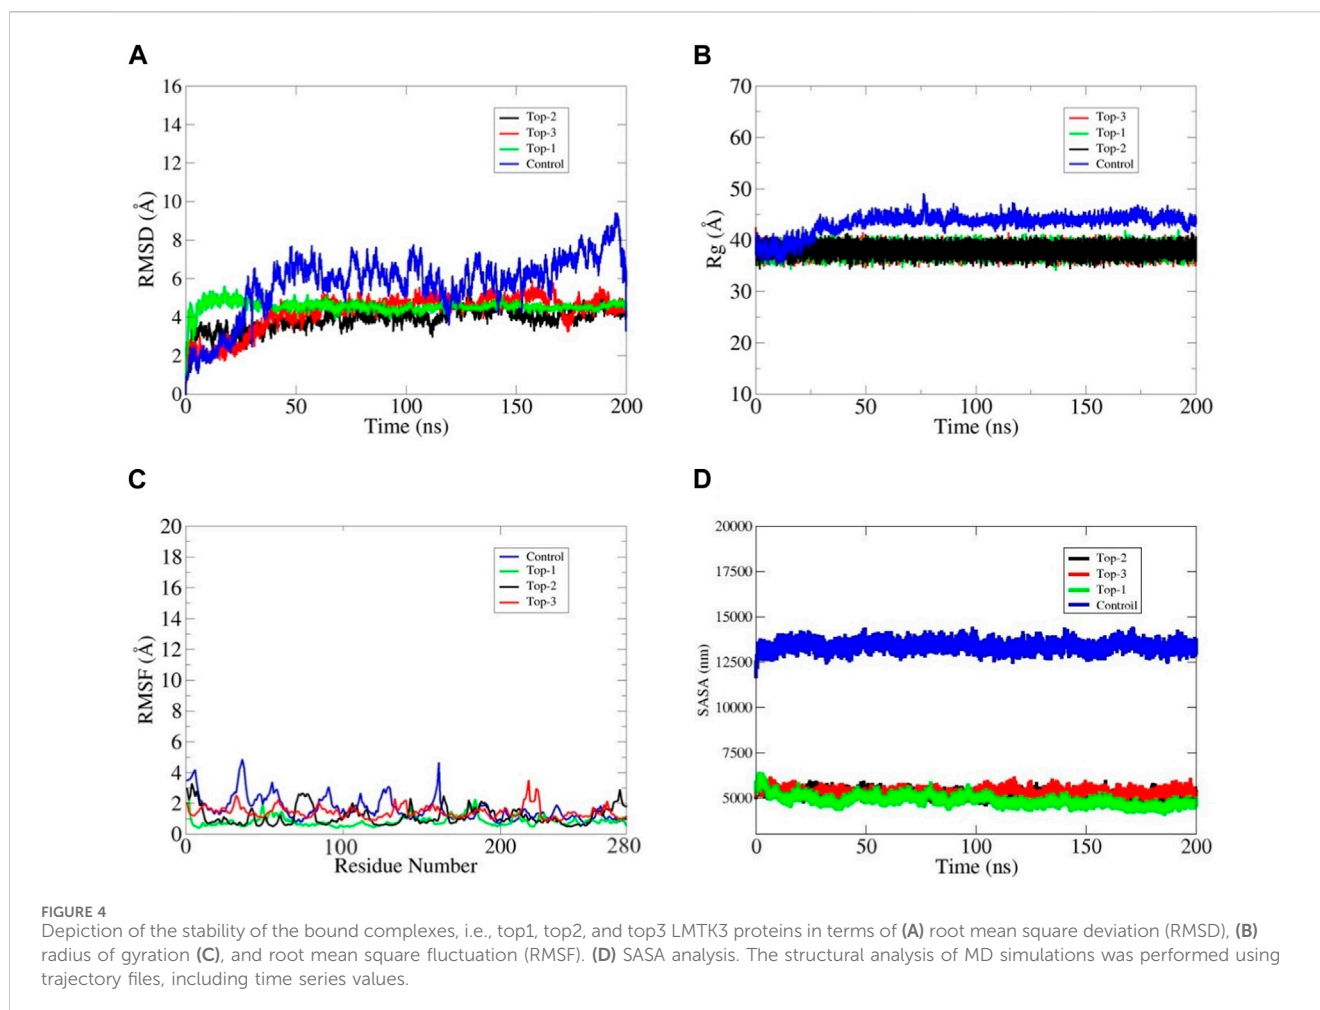 A
16
14
12
10
8
6
4
2
0
RMSD (Å)
Top-2
Top-3
Top-1
Control
0
50
100
150
200
Time (ns)
B
70
60
50
40
30
20
10
Rg (Å)
Top-3
Top-1
Top-2
Control
0
50
100
150
200
Time (ns)
C
20
18
16
14
12
10
8
6
4
2
0
RMSF (Å)
Control
Top-1
Top-2
Top-3
0
100
200
280
Residue Number
D
20000
17500
15000
12500
10000
7500
5000
SASA (nm)
Top-2
Top-3
Top-1
Controil
0
50
100
150
200
Time (ns)
FIGURE 4
Depiction of the stability of the bound complexes, i.e., top1, top2, and top3 LMTK3 proteins in terms of (A) root mean square deviation (RMSD), (B)
radius of gyration (C), and root mean square fluctuation (RMSF). (D) SASA analysis. The structural analysis of MD simulations was performed using
trajectory files, including time series values.